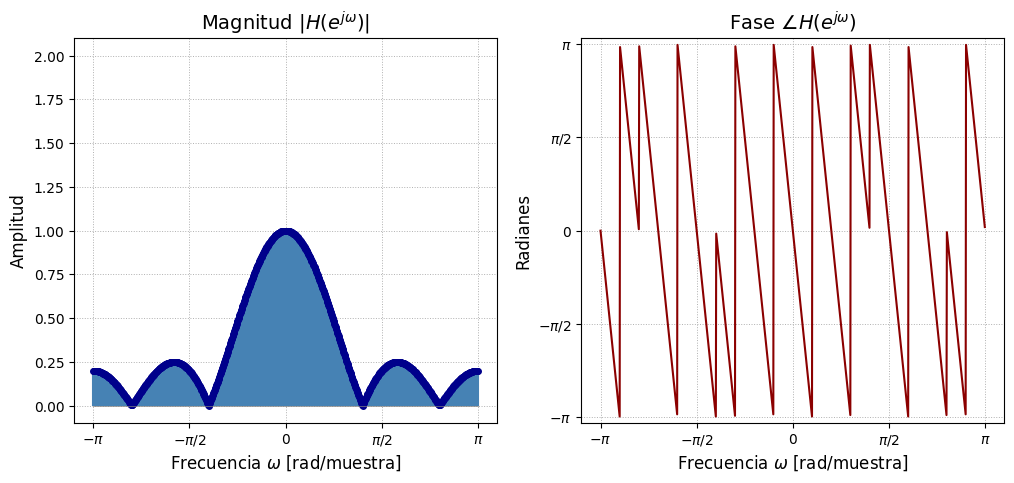 Magnitud |H(e^{jω})|
2.00
1.75
1.50
1.25
1.00
0.75
0.50
0.25
0.00
Amplitud
−π
−π/2
0
π/2
π
Frecuencia ω [rad/muestra]
Fase ∠H(e^{jω})
π
π/2
0
−π/2
−π
Radianes
−π
−π/2
0
π/2
π
Frecuencia ω [rad/muestra]